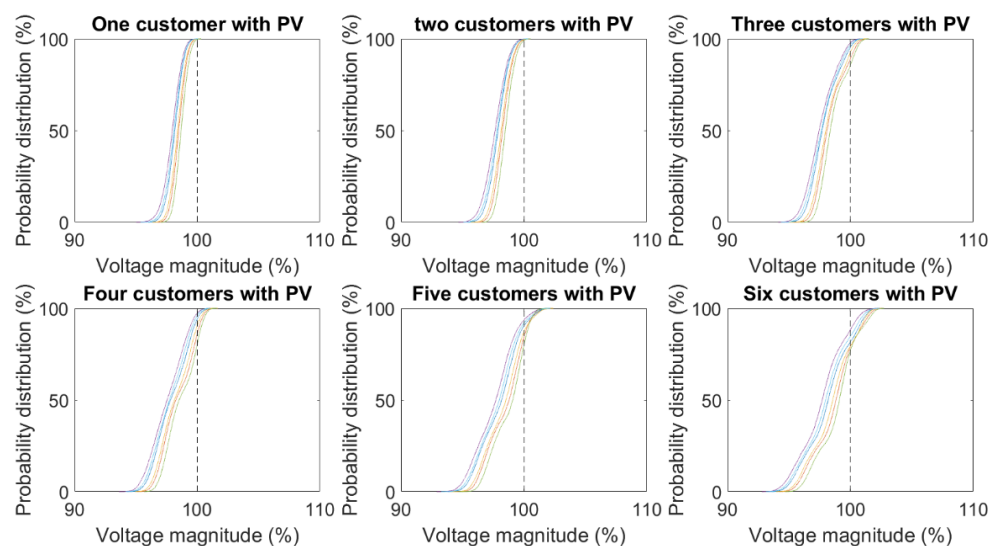 One customer with PV
two customers with PV
Three customers with PV
Probability distribution (%)
100
50
0
90
100
110
Voltage magnitude (%)
Probability distribution (%)
100
50
0
90
100
110
Voltage magnitude (%)
Probability distribution (%)
100
50
0
90
100
110
Voltage magnitude (%)
Four customers with PV
Five customers with PV
Six customers with PV
Probability distribution (%)
100
50
0
90
100
110
Voltage magnitude (%)
Probability distribution (%)
100
50
0
90
100
110
Voltage magnitude (%)
Probability distribution (%)
100
50
0
90
100
110
Voltage magnitude (%)